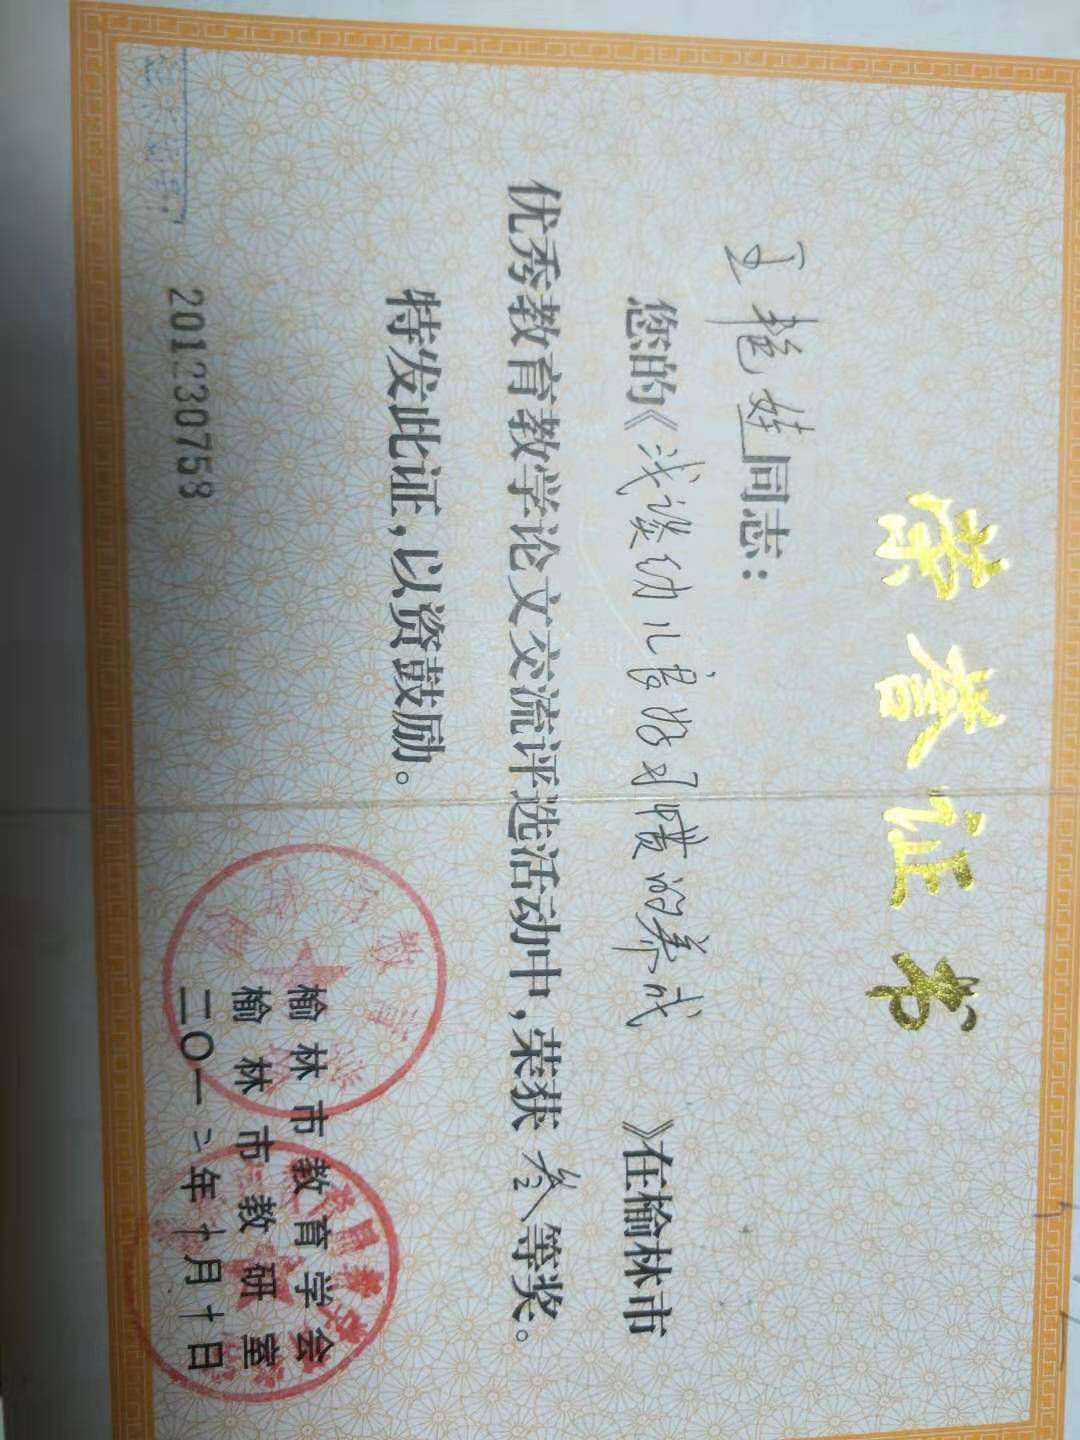 荣誉证书
王艳娃同志：
您的《浅谈幼儿良好习惯的养成》在榆林市
优秀教育教学论文交流评选活动中，荣获叁等奖。
特发此证，以资鼓励。
榆林市教育学会
榆林市教研室
二〇一二年十月十日
201230758